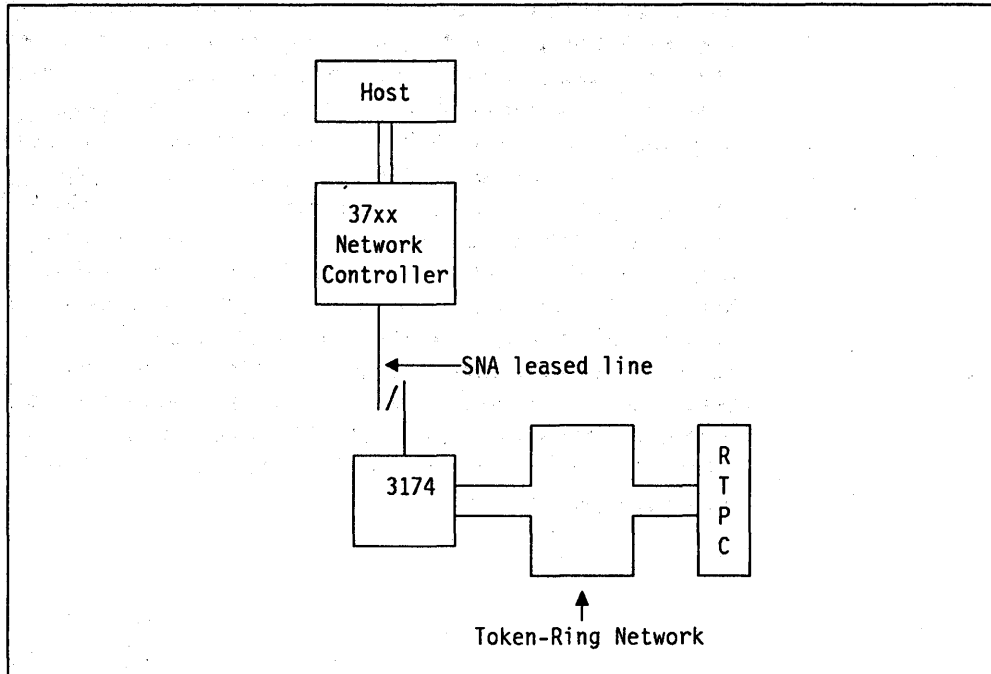 Host
37xx
Network
Controller
SNA leased line
3174
R
T
P
C
Token-Ring Network